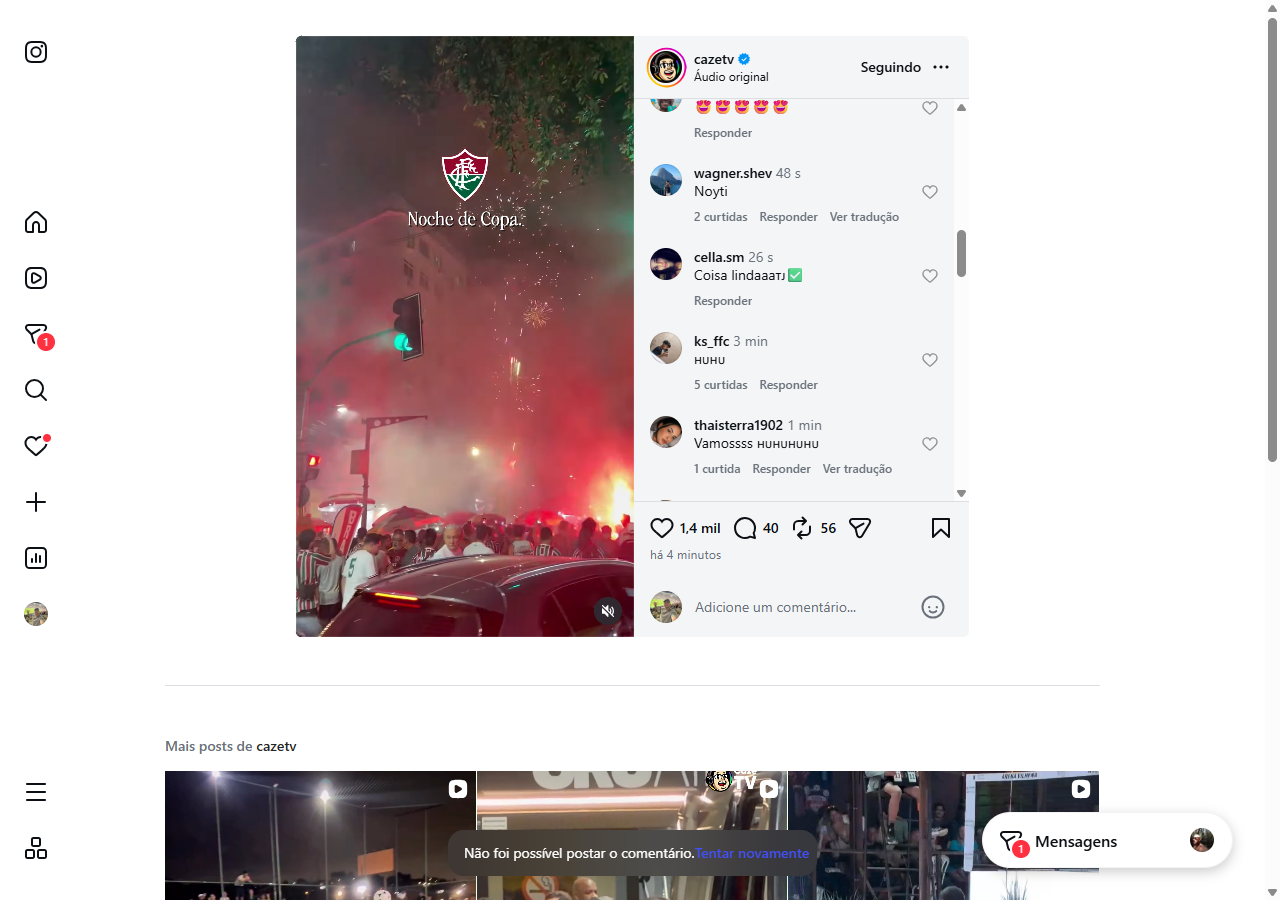 Noche de Copa.
cazetv
Áudio original
Seguindo
😍😍😍😍😍
Responder
wagner.shev 48 s
Noyti
2 curtidas Responder Ver tradução
cella.sm 26 s
Coisa lindaaaтᴊ✅
Responder
ks_ffc 3 min
ʜᴜʜᴜ
5 curtidas Responder
thaisterra1902 1 min
Vamossss ʜᴜʜᴜʜᴜʜᴜ
1 curtida Responder Ver tradução
1,4 mil 40 56
há 4 minutos
Adicione um comentário...
Mais posts de cazetv
TV
Não foi possível postar o comentário.Tentar novamente
1
1
Mensagens